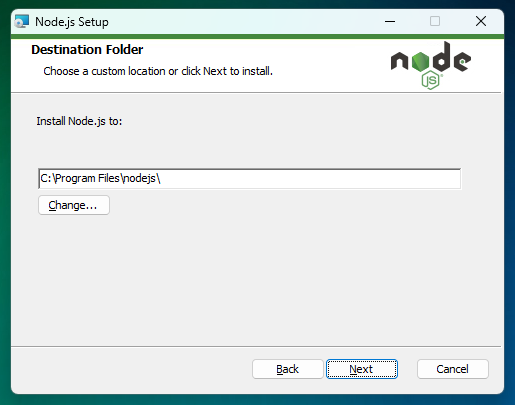 Node.js Setup
Destination Folder
Choose a custom location or click Next to install.
node
JS
Install Node.js to:
C:\Program Files\nodejs\
Change...
Back
Next
Cancel